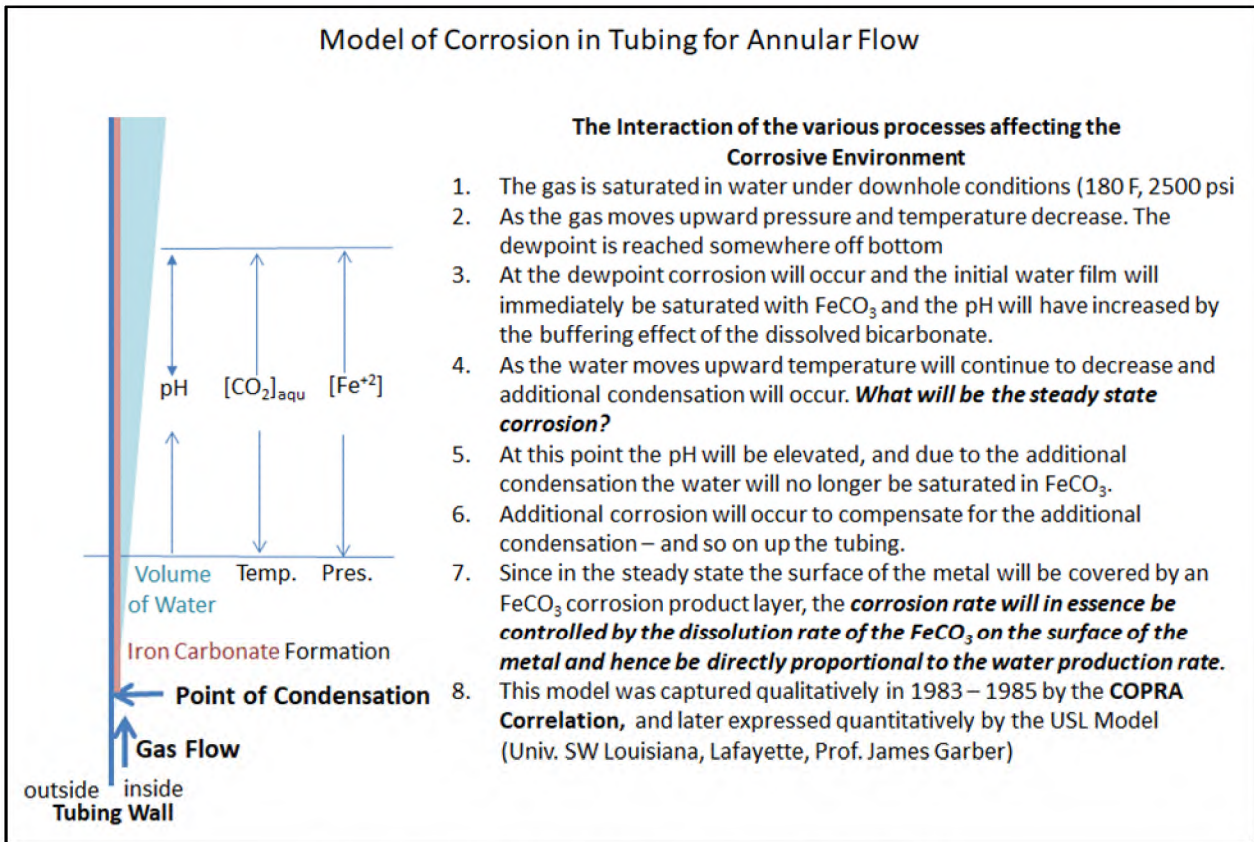 Model of Corrosion in Tubing for Annular Flow
The Interaction of the various processes affecting the
Corrosive Environment
1. The gas is saturated in water under downhole conditions (180 F, 2500 psi
2. As the gas moves upward pressure and temperature decrease. The
dewpoint is reached somewhere off bottom
3. At the dewpoint corrosion will occur and the initial water film will
immediately be saturated with FeCO₃ and the pH will have increased by
the buffering effect of the dissolved bicarbonate.
4. As the water moves upward temperature will continue to decrease and
additional condensation will occur. What will be the steady state
corrosion?
5. At this point the pH will be elevated, and due to the additional
condensation the water will no longer be saturated in FeCO₃.
6. Additional corrosion will occur to compensate for the additional
condensation – and so on up the tubing.
7. Since in the steady state the surface of the metal will be covered by an
FeCO₃ corrosion product layer, the corrosion rate will in essence be
controlled by the dissolution rate of the FeCO₃ on the surface of the
metal and hence be directly proportional to the water production rate.
8. This model was captured qualitatively in 1983 – 1985 by the COPRA
Correlation, and later expressed quantitatively by the USL Model
(Univ. SW Louisiana, Lafayette, Prof. James Garber)
pH [CO₂]aqu [Fe⁺²]
Volume Temp. Pres.
of Water
Iron Carbonate Formation
Point of Condensation
Gas Flow
outside inside
Tubing Wall